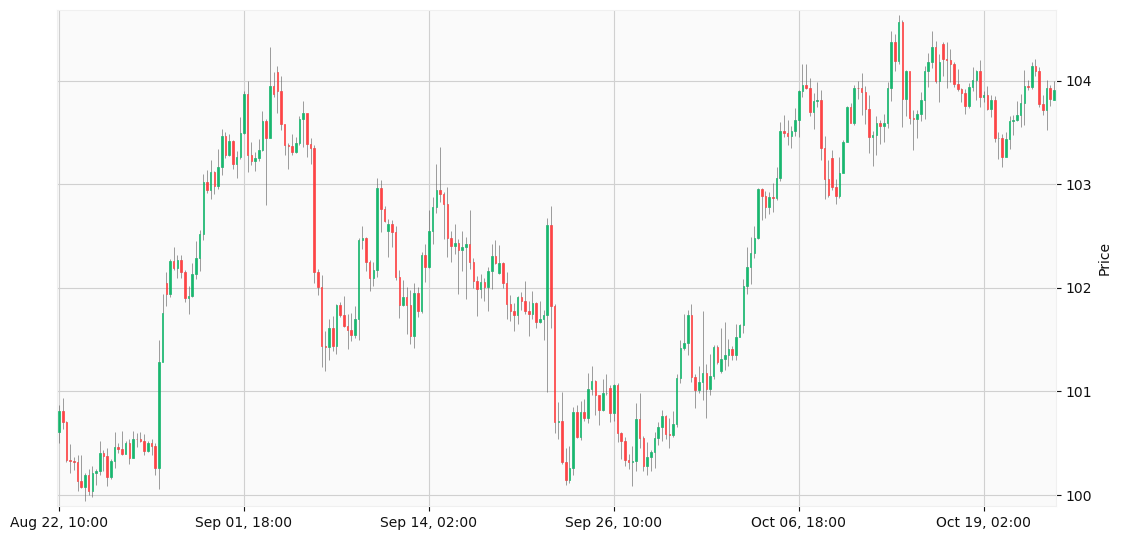 104
103
102
101
100
Price
Aug 22, 10:00
Sep 01, 18:00
Sep 14, 02:00
Sep 26, 10:00
Oct 06, 18:00
Oct 19, 02:00